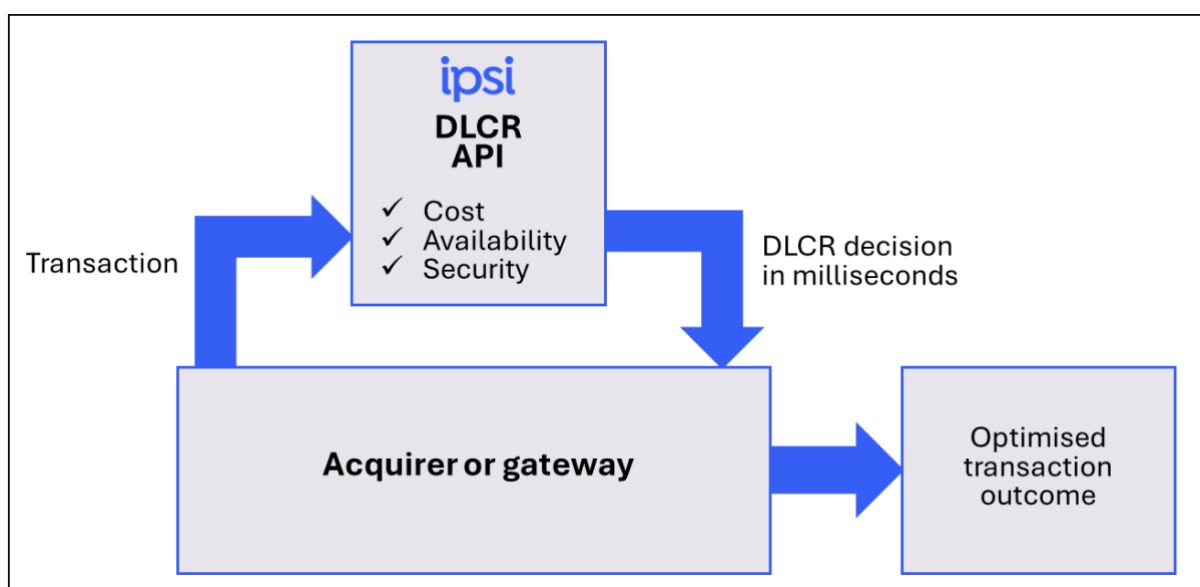 ipsi
DLCR
API
✓ Cost
✓ Availability
✓ Security
Transaction
DLCR decision
in milliseconds
Acquirer or gateway
Optimised
transaction
outcome